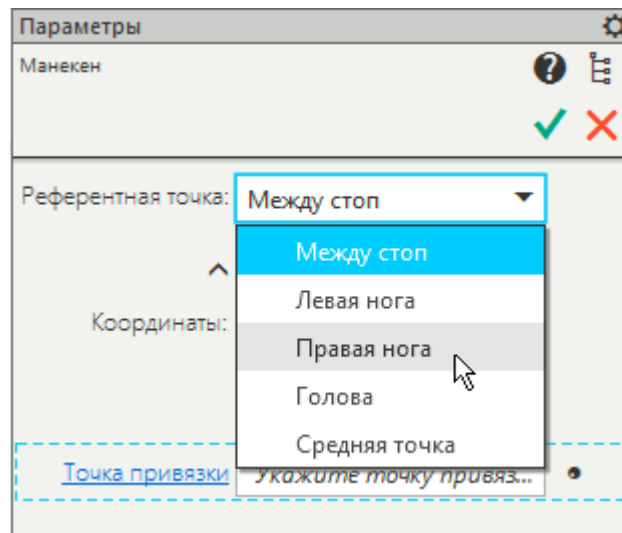 Параметры
Манекен
Референтная точка: Между стоп
Между стоп
Левая нога
Координаты:
Правая нога
Голова
Средняя точка
Точка привязки Укажите точку привяз...